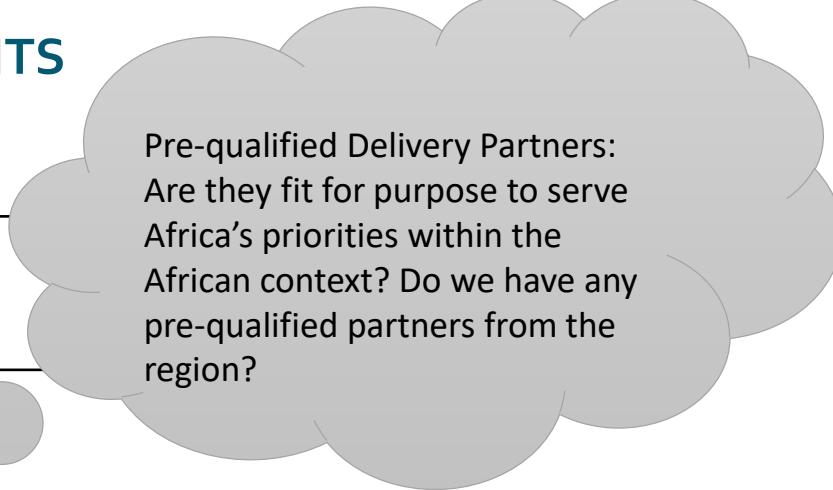 ITS
Pre-qualified Delivery Partners:
Are they fit for purpose to serve
Africa’s priorities within the
African context? Do we have any
pre-qualified partners from the
region?